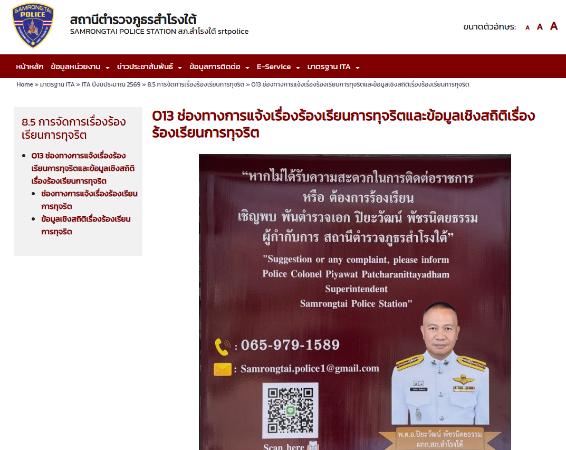 SAMRONGTAI
POLICE
สถานีตำรวจภูธรสำโรงใต้
SAMRONGTAI POLICE STATION สภ.สำโรงใต้ srtpolice
ขนาดตัวอักษร: A A A
หน้าหลัก ข้อมูลหน่วยงาน ข่าวประชาสัมพันธ์ ข้อมูลการติดต่อ E-Service มาตรฐาน ITA
Home » มาตรฐาน ITA » ITA ปีงบประมาณ 2569 » 8.5 การจัดการเรื่องร้องเรียนการทุจริต » O13 ช่องทางการแจ้งเรื่องร้องเรียนการทุจริตและข้อมูลเชิงสถิติเรื่องร้องเรียนการทุจริต
8.5 การจัดการเรื่องร้อง
เรียนการทุจริต
O13 ช่องทางการแจ้งเรื่องร้อง
เรียนการทุจริตและข้อมูลเชิงสถิติ
เรื่องร้องเรียนการทุจริต
ช่องทางการแจ้งเรื่องร้องเรียน
การทุจริต
ข้อมูลเชิงสถิติเรื่องร้องเรียน
การทุจริต
O13 ช่องทางการแจ้งเรื่องร้องเรียนการทุจริตและข้อมูลเชิงสถิติเรื่อง
ร้องเรียนการทุจริต
“หากไม่ได้รับความสะดวกในการติดต่อราชการ
หรือ ต้องการร้องเรียน
เชิญพบ พันตำรวจเอก ปิยะวัฒน์ พัชรนิตยธรรม
ผู้กำกับการ สถานีตำรวจภูธรสำโรงใต้”
"Suggestion or any complaint, please inform
Police Colonel Piyawat Patcharanittayadham
Superintendent
Samrongtai Police Station"
: 065-979-1589
: Samrongtai.police1@gmail.com
Scan here
พ.ต.อ.ปิยะวัฒน์ พัชรนิตยธรรม
ผกก.สภ.สำโรงใต้